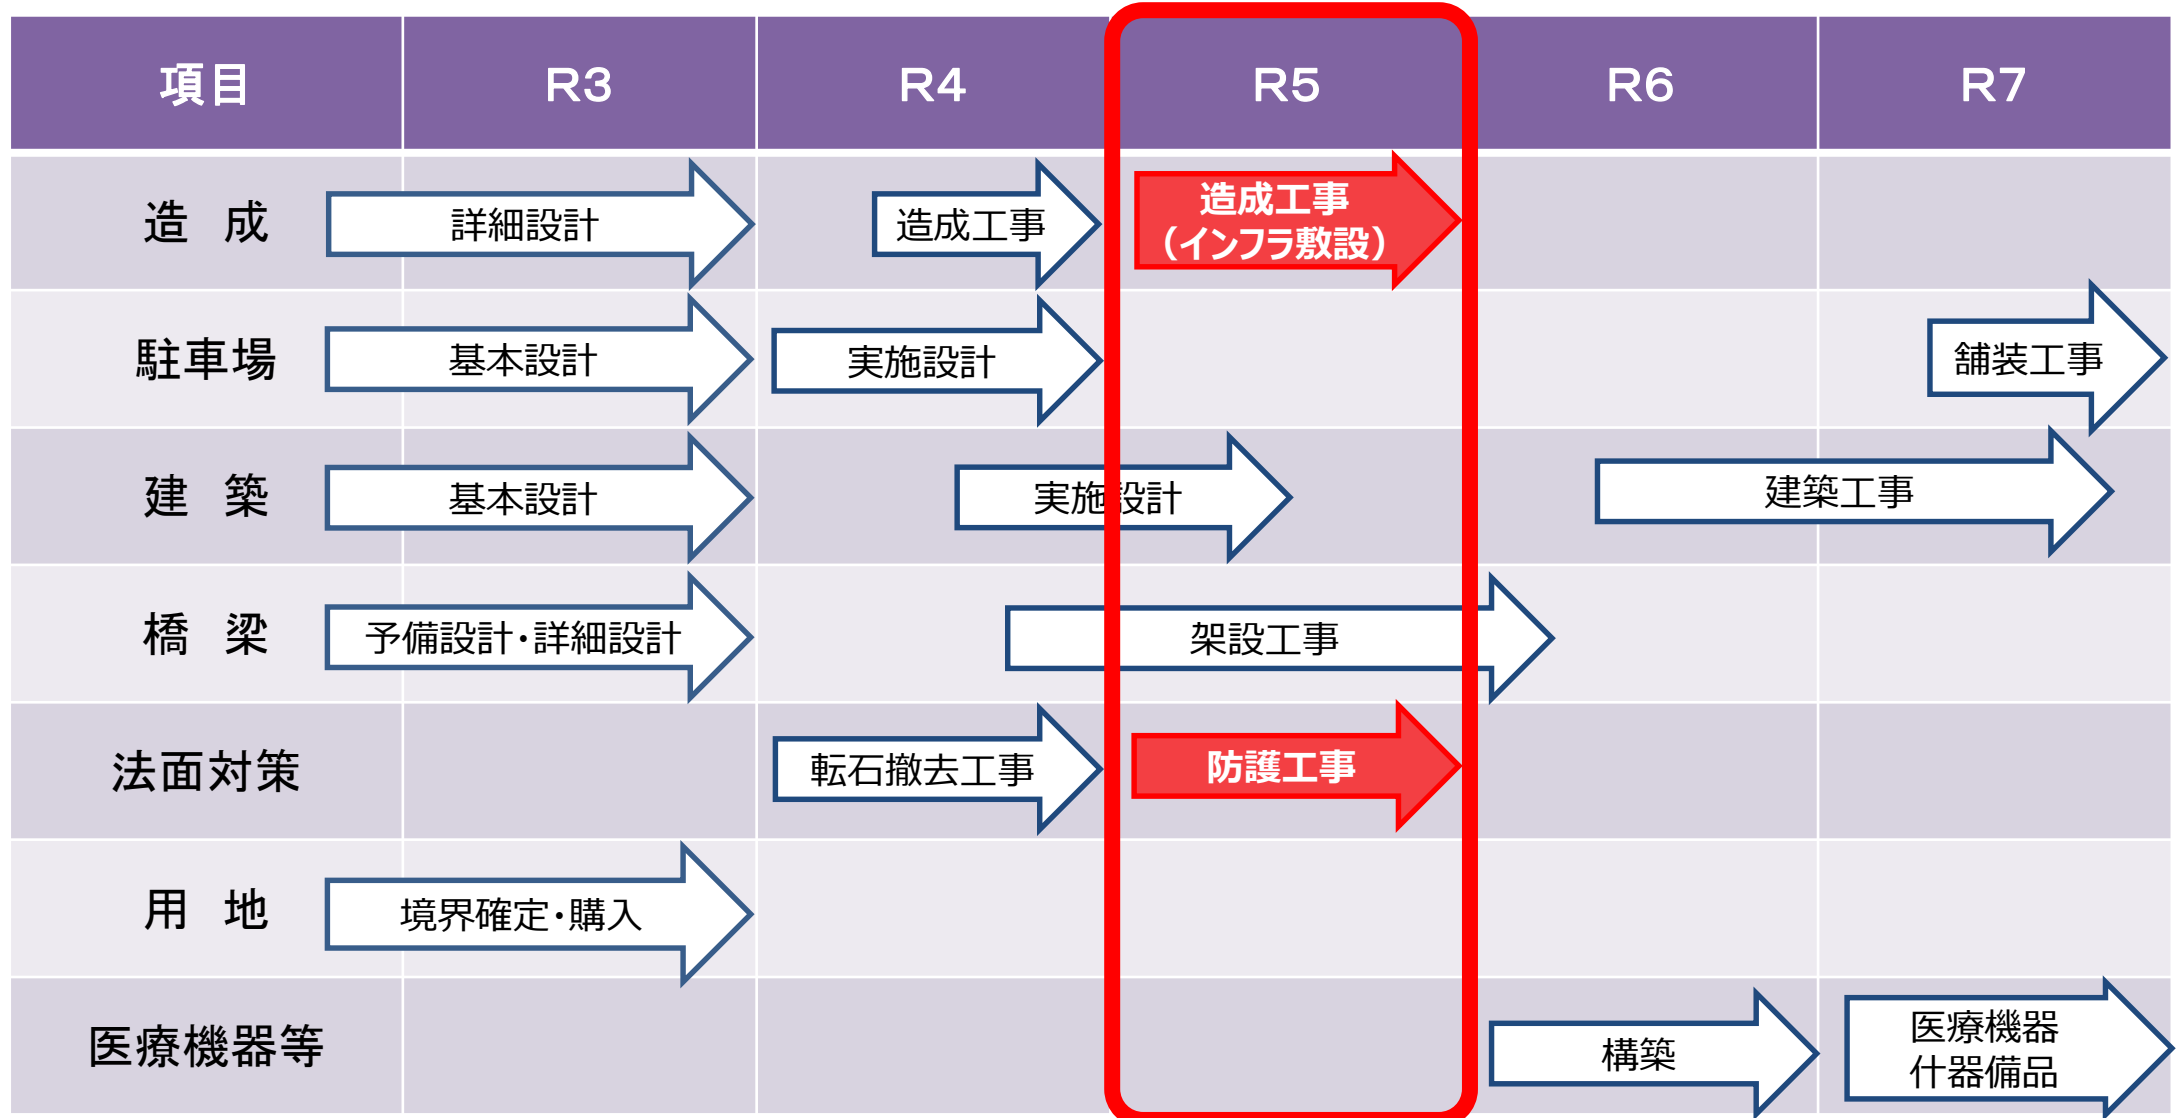 項目 R3 R4 R5 R6 R7
造 成 詳細設計 造成工事 造成工事
(インフラ敷設)
駐車場 基本設計 実施設計 舗装工事
建 築 基本設計 実施設計 建築工事
橋 梁 予備設計・詳細設計 架設工事
法面対策 転石撤去工事 防護工事
用 地 境界確定・購入
医療機器等 構築 医療機器
什器備品